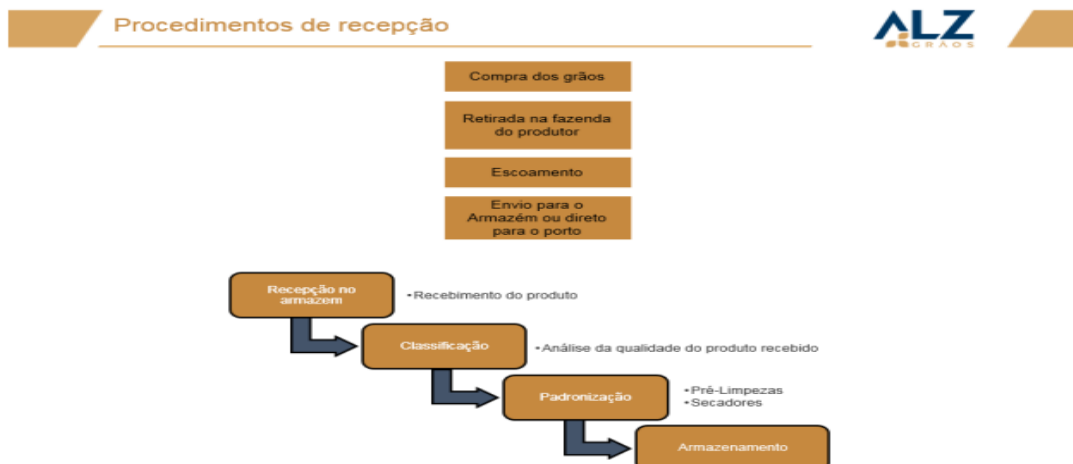 Procedimentos de recepção
ALZ
GRÃOS
Compra dos grãos
Retirada na fazenda
do produtor
Escoamento
Envio para o
Armazém ou direto
para o porto
Recepção no
armazem
•Recebimento do produto
Classificação
•Análise da qualidade do produto recebido
Padronização
•Pré-Limpezas
•Secadores
Armazenamento